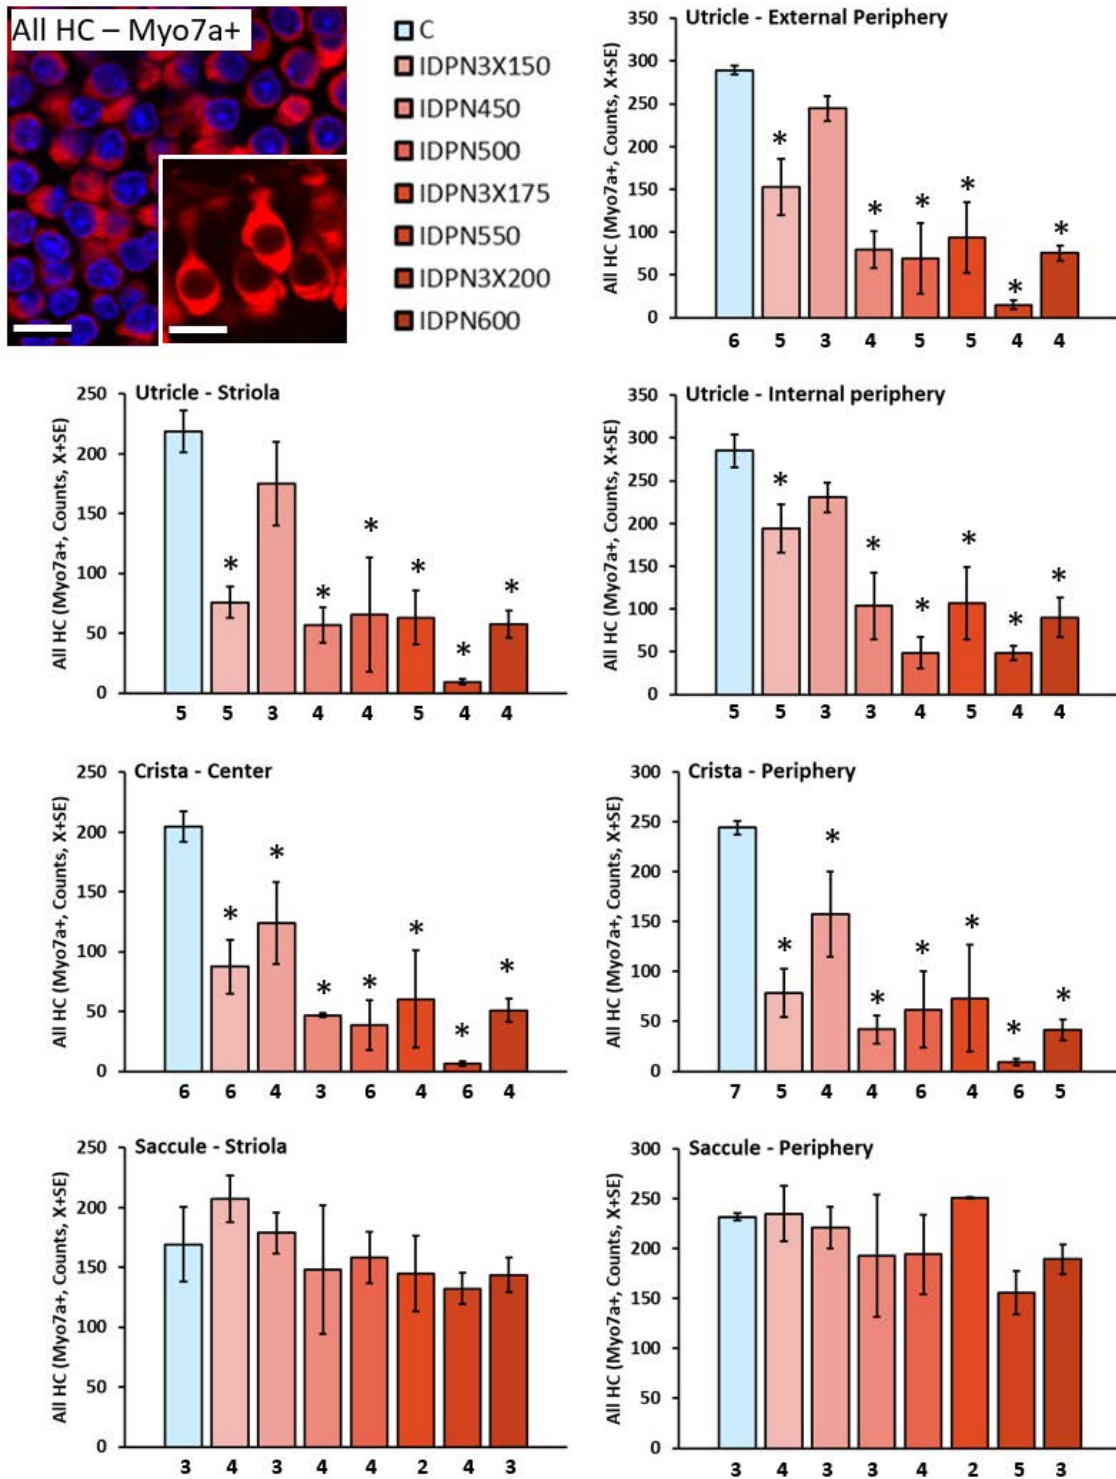 All HC – Myo7a+
C
IDPN3X150
IDPN450
IDPN500
IDPN3X175
IDPN550
IDPN3X200
IDPN600
Utricle - External Periphery
All HC (Myo7a+, Counts, X+SE)
350
300
250
200
150
100
50
0
* * * * * *
6 5 3 4 5 5 4 4
Utricle - Striola
All HC (Myo7a+, Counts, X+SE)
250
200
150
100
50
0
* * * * * *
5 5 3 4 4 5 4 4
Utricle - Internal periphery
All HC (Myo7a+, Counts, X+SE)
350
300
250
200
150
100
50
0
* * * * * *
5 5 3 3 4 5 4 4
Crista - Center
All HC (Myo7a+, Counts, X+SE)
250
200
150
100
50
0
* * * * * * *
6 6 4 3 6 4 6 4
Crista - Periphery
All HC (Myo7a+, Counts, X+SE)
300
250
200
150
100
50
0
* * * * * * *
7 5 4 4 6 4 6 5
Saccule - Striola
All HC (Myo7a+, Counts, X+SE)
250
200
150
100
50
0
3 4 3 4 4 2 4 3
Saccule - Periphery
All HC (Myo7a+, Counts, X+SE)
300
250
200
150
100
50
0
3 4 3 3 4 2 5 3